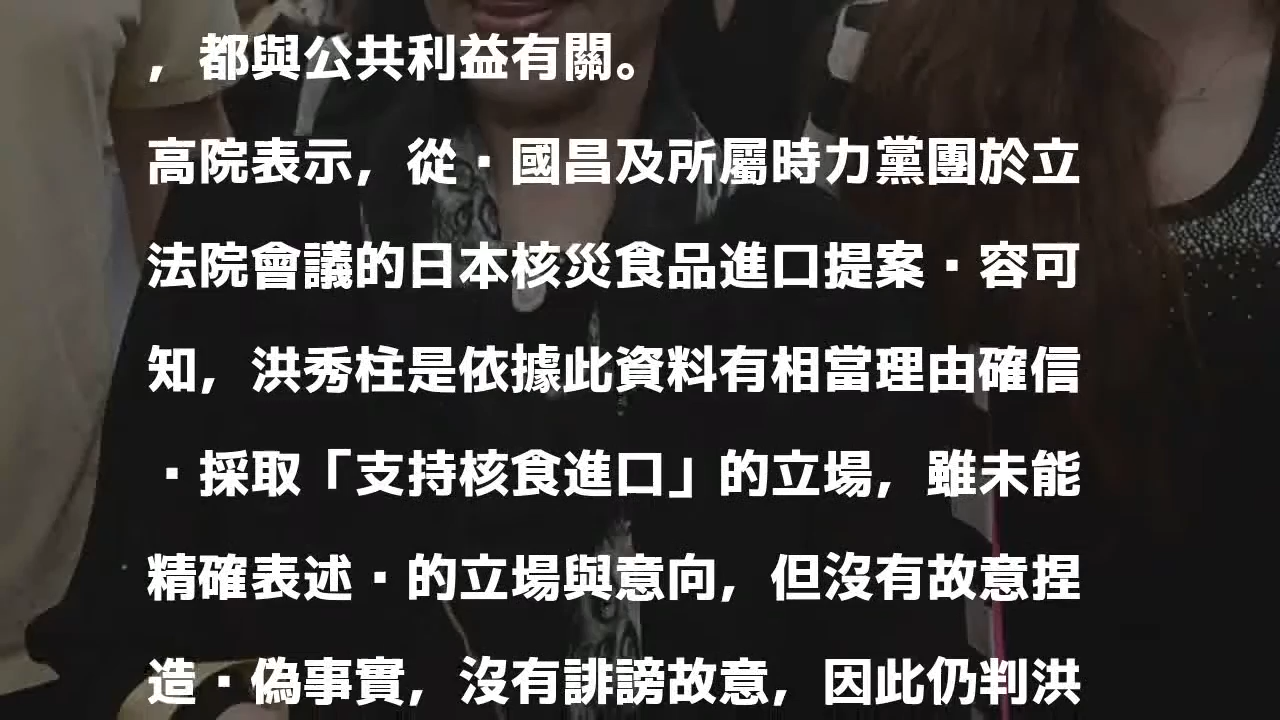 ，都與公共利益有關。
高院表示，從▪國昌及所屬時力黨團於立
法院會議的日本核災食品進口提案▪容可
知，洪秀柱是依據此資料有相當理由確信
▪採取「支持核食進口」的立場，雖未能
精確表述▪的立場與意向，但沒有故意捏
造▪偽事實，沒有誹謗故意，因此仍判洪